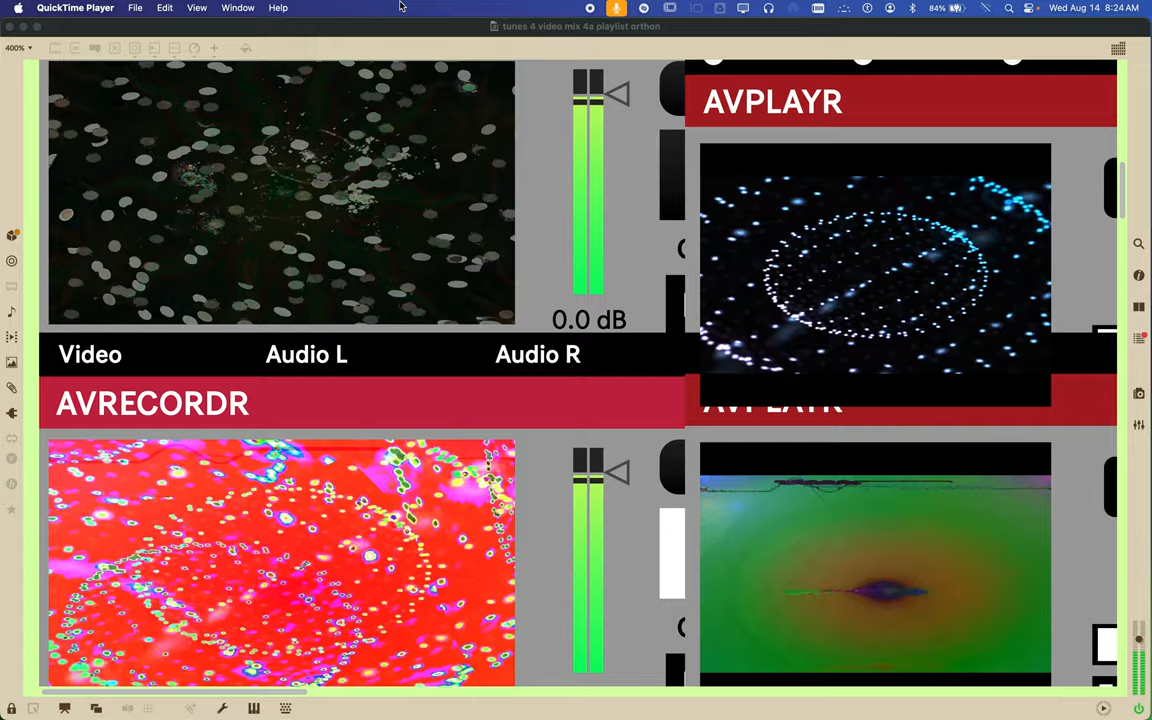 QuickTime Player File Edit View Window Help 84% Wed Aug 14 8:24 AM
tunes 4 video mix 4a playlist orthon
400%
AVPLAYR
0.0 dB
Video Audio L Audio R
AVRECORDR
AVPLAYR